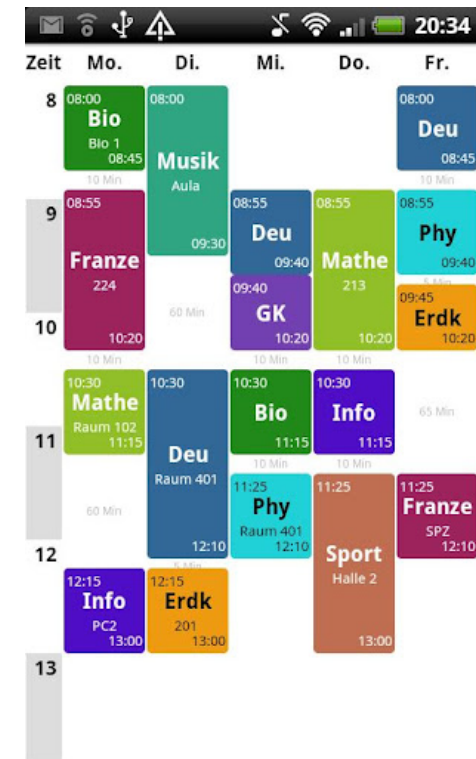 20:34
Zeit Mo. Di. Mi. Do. Fr.
8
9
10
11
12
13
08:00
Bio
Bio 1
08:45
10 Min
08:55
Franze
224
10:20
10 Min
10:30
Mathe
Raum 102
11:15
60 Min
12:15
Info
PC2
13:00
08:00
Musik
Aula
09:30
60 Min
10:30
Deu
Raum 401
12:10
5 Min
12:15
Erdk
201
13:00
08:55
Deu
09:40
09:40
GK
10:20
10 Min
10:30
Bio
11:15
10 Min
11:25
Phy
Raum 401
12:10
08:55
Mathe
213
10:20
10 Min
10:30
Info
11:15
10 Min
11:25
Sport
Halle 2
13:00
08:00
Deu
08:45
10 Min
08:55
Phy
09:40
5 Min
09:45
Erdk
10:20
65 Min
11:25
Franze
SPZ
12:10